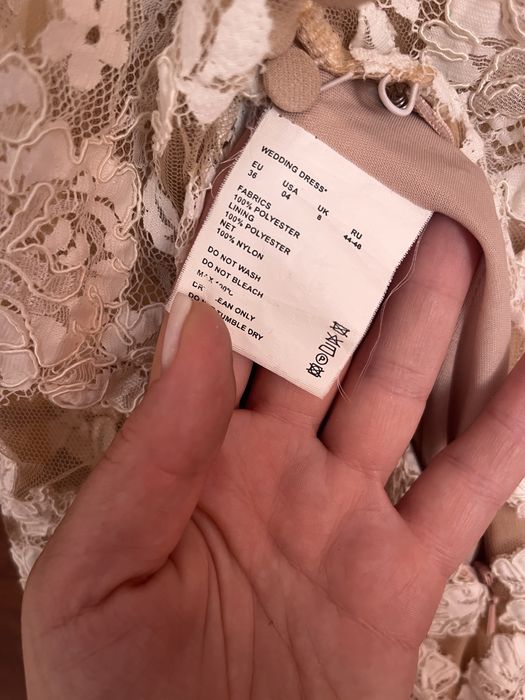 WEDDING DRESS*
EU USA UK RU
36 04 8 44-46
FABRICS
100% POLYESTER
LINING
100% POLYESTER
NET
100% NYLON
DO NOT WASH
DO NOT BLEACH
ONLY
TUMBLE DRY
P